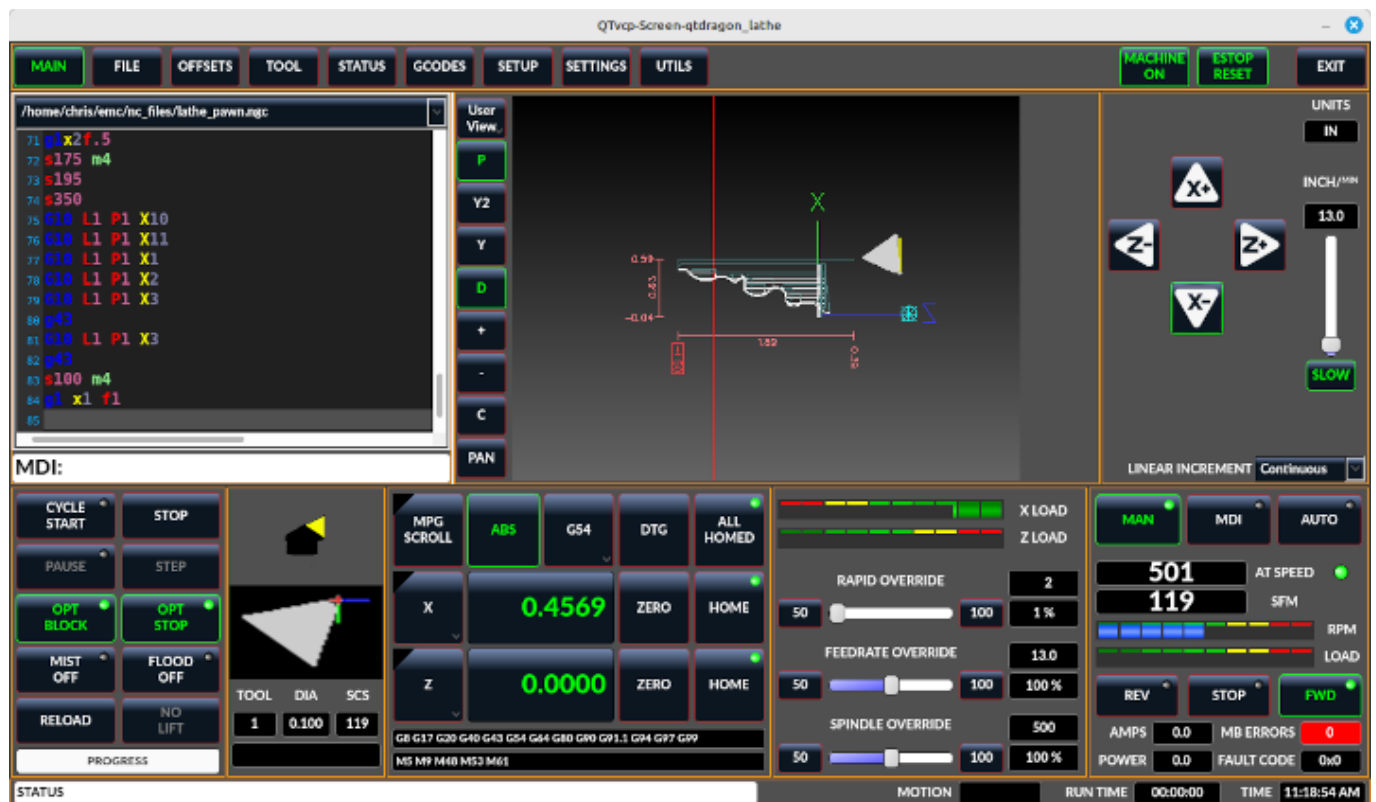 QTvcp-Screen-qtdragon_lathe
MAIN FILE OFFSETS TOOL STATUS GCODES SETUP SETTINGS UTILS MACHINE ON ESTOP RESET EXIT
/home/chris/emc/nc_files/lathe_pawn.ngc
71 g1x2f.5
72 s175 m4
73 s195
74 s350
75 G10 L1 P1 X10
76 G10 L1 P1 X11
77 G10 L1 P1 X1
78 G10 L1 P1 X2
79 G10 L1 P1 X3
80 g43
81 G10 L1 P1 X3
82 g43
83 s100 m4
84 g1 x1 f1
85
MDI:
User
View
P
Y2
Y
D
+
-
C
PAN
X
0.59
0.63
-0.04
1.89
Z
UNITS
IN
X+
INCH/MIN
13.0
Z- Z+
X-
SLOW
LINEAR INCREMENT Continuous
CYCLE START STOP
PAUSE STEP
OPT BLOCK OPT STOP
MIST OFF FLOOD OFF
RELOAD NO LIFT
PROGRESS
TOOL DIA SCS
1 0.100 119
MPG SCROLL ABS G54 DTG ALL HOMED
X 0.4569 ZERO HOME
Z 0.0000 ZERO HOME
G8 G17 G20 G40 G43 G54 G64 G80 G90 G91.1 G94 G97 G99
M5 M9 M48 M53 M61
X LOAD
Z LOAD
RAPID OVERRIDE 2
50 100 1 %
FEEDRATE OVERRIDE 13.0
50 100 100 %
SPINDLE OVERRIDE 500
50 100 100 %
MAN MDI AUTO
501 AT SPEED
119 SFM
RPM
LOAD
REV STOP FWD
AMPS 0.0 MB ERRORS 0
POWER 0.0 FAULT CODE 0x0
STATUS MOTION RUN TIME 00:00:00 TIME 11:18:54 AM